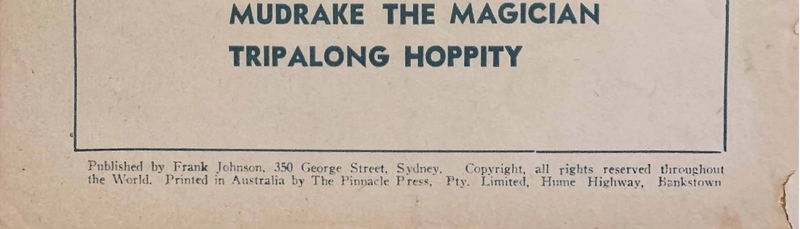 MUDRAKE THE MAGICIAN
TRIPALONG HOPPITY
Published by Frank Johnson, 350 George Street, Sydney. Copyright, all rights reserved throughout
the World. Printed in Australia by The Pinnacle Press, Pty. Limited, Hume Highway, Bankstown